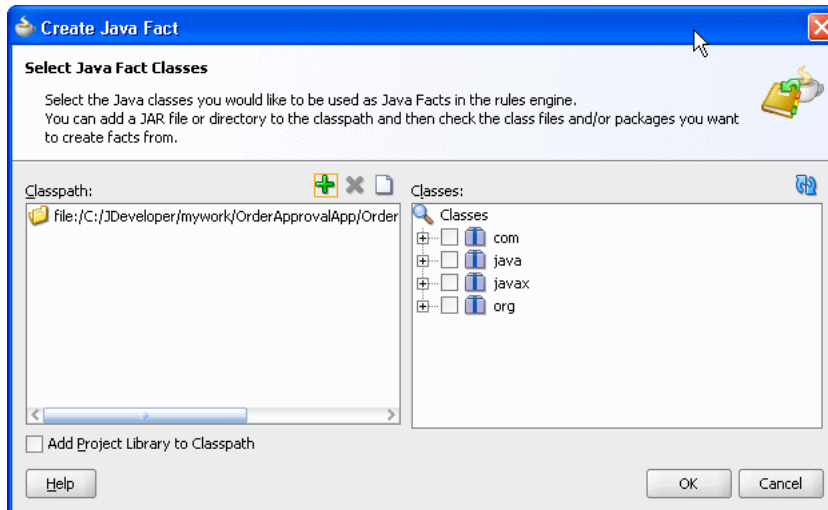 Create Java Fact
Select Java Fact Classes
Select the Java classes you would like to be used as Java Facts in the rules engine.
You can add a JAR file or directory to the classpath and then check the class files and/or packages you want
to create facts from.
Classpath:
Classes:
file:/C:/JDeveloper/mywork/OrderApprovalApp/Order
Classes
com
java
javax
org
Add Project Library to Classpath
Help
OK
Cancel